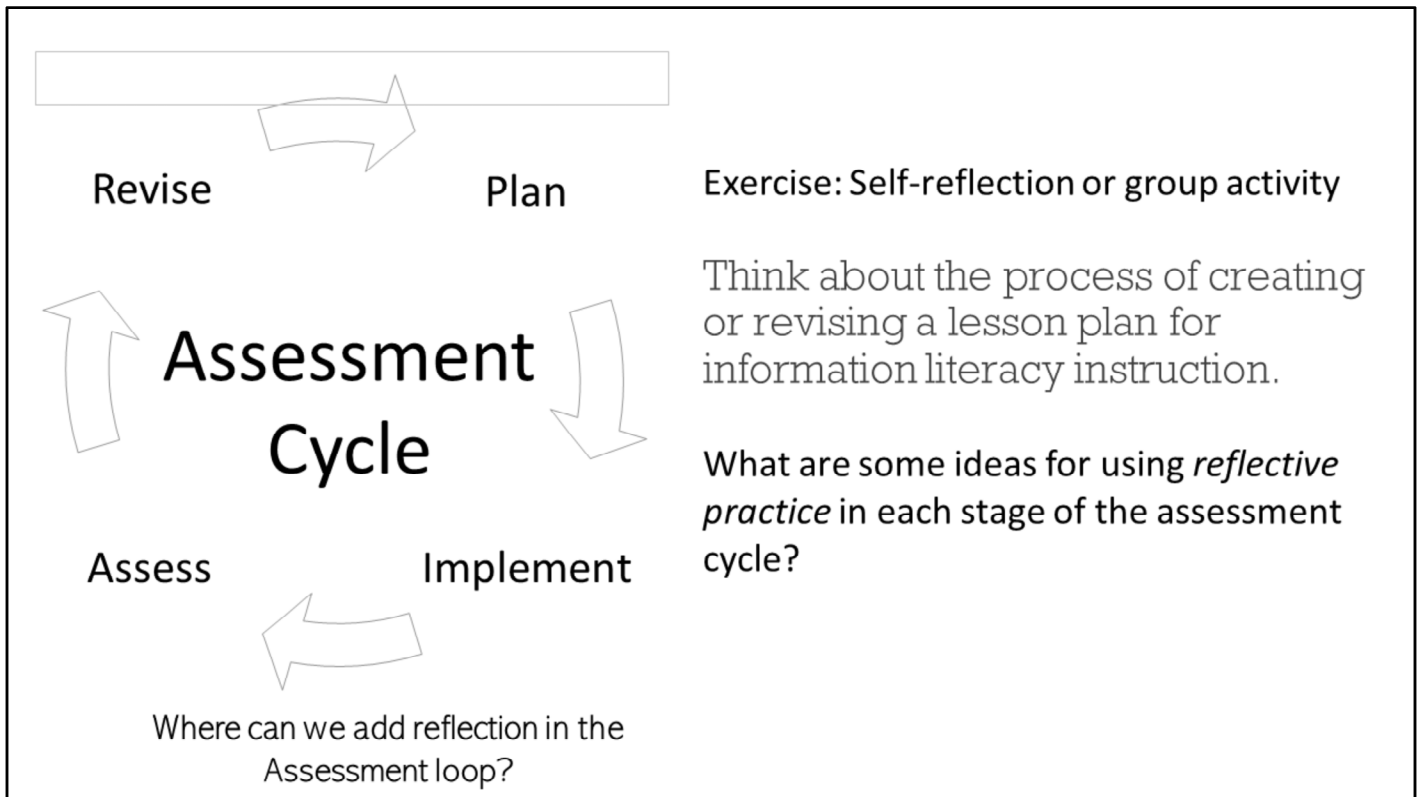 Revise
Plan
Assessment
Cycle
Assess
Implement
Where can we add reflection in the
Assessment loop?
Exercise: Self-reflection or group activity
Think about the process of creating
or revising a lesson plan for
information literacy instruction.
What are some ideas for using reflective
practice in each stage of the assessment
cycle?